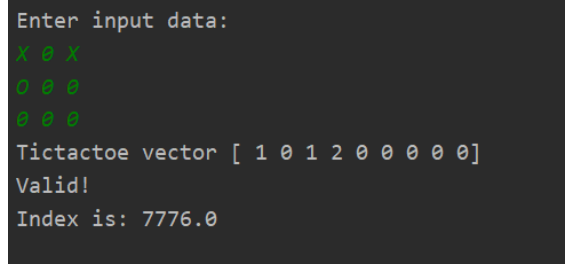 Enter input data:
X 0 X
O 0 0
0 0 0
Tictactoe vector [ 1 0 1 2 0 0 0 0 0]
Valid!
Index is: 7776.0